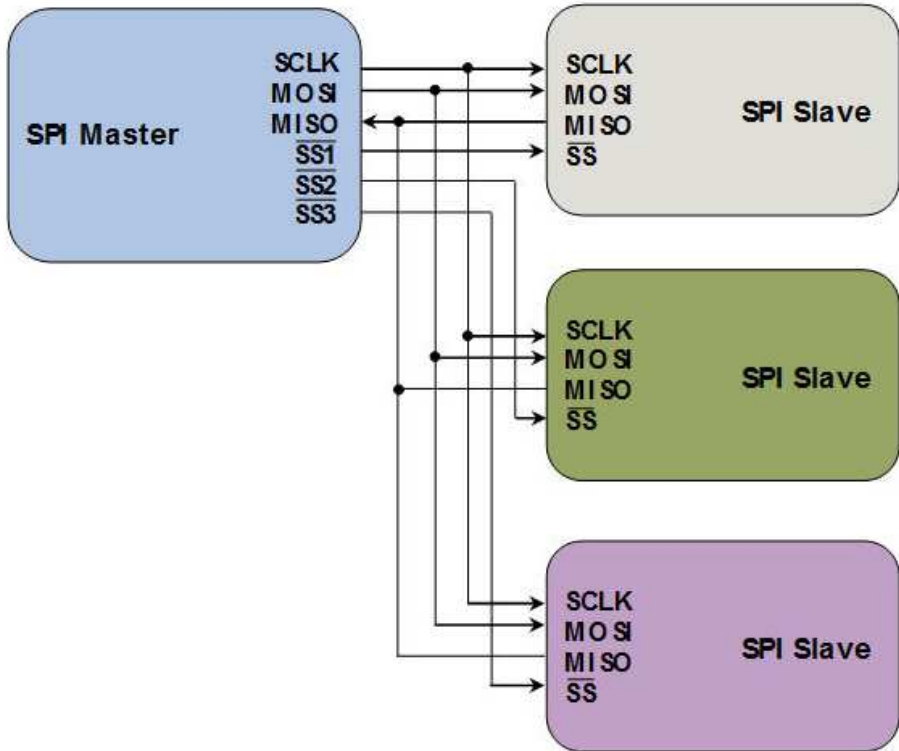 SPI Master
SCLK
MOSI
MISO
SS1
SS2
SS3
SCLK
MOSI
MISO
SS
SPI Slave
SCLK
MOSI
MISO
SS
SPI Slave
SCLK
MOSI
MISO
SS
SPI Slave